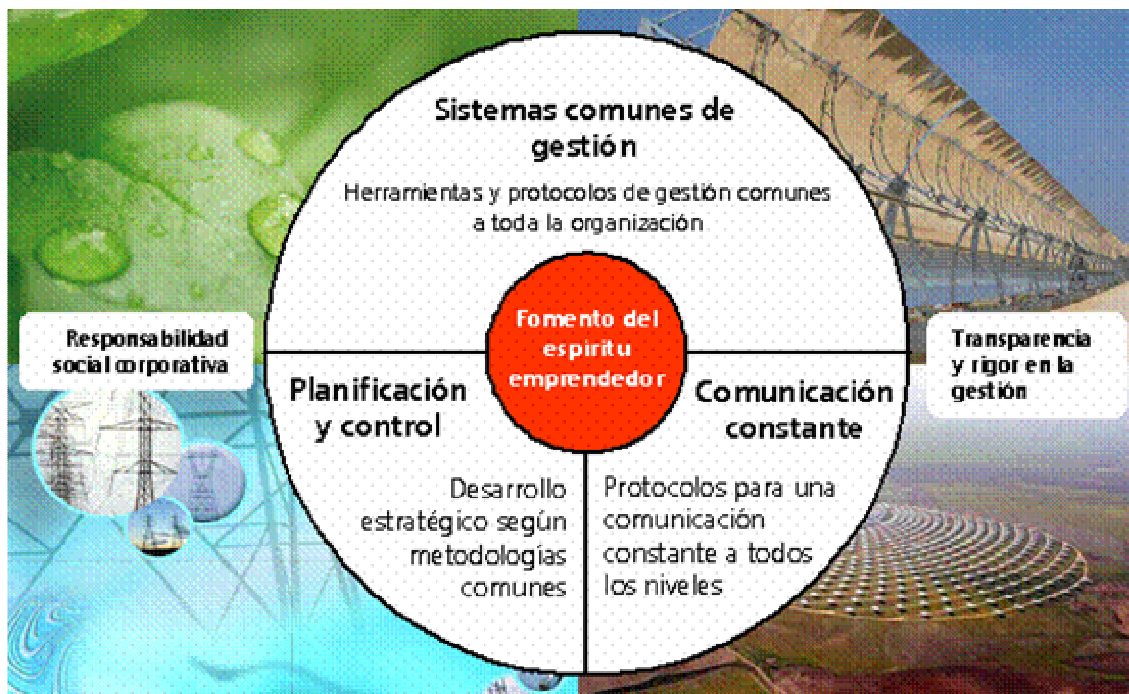 Sistemas comunes de
gestión
Herramientas y protocolos de gestión comunes
a toda la organización
Fomento del
espíritu
emprendedor
Responsabilidad
social corporativa
Transparencia
y rigor en la
gestión
Planificación
y control
Desarrollo
estratégico según
metodologías
comunes
Comunicación
constante
Protocolos para una
comunicación
constante a todos
los niveles